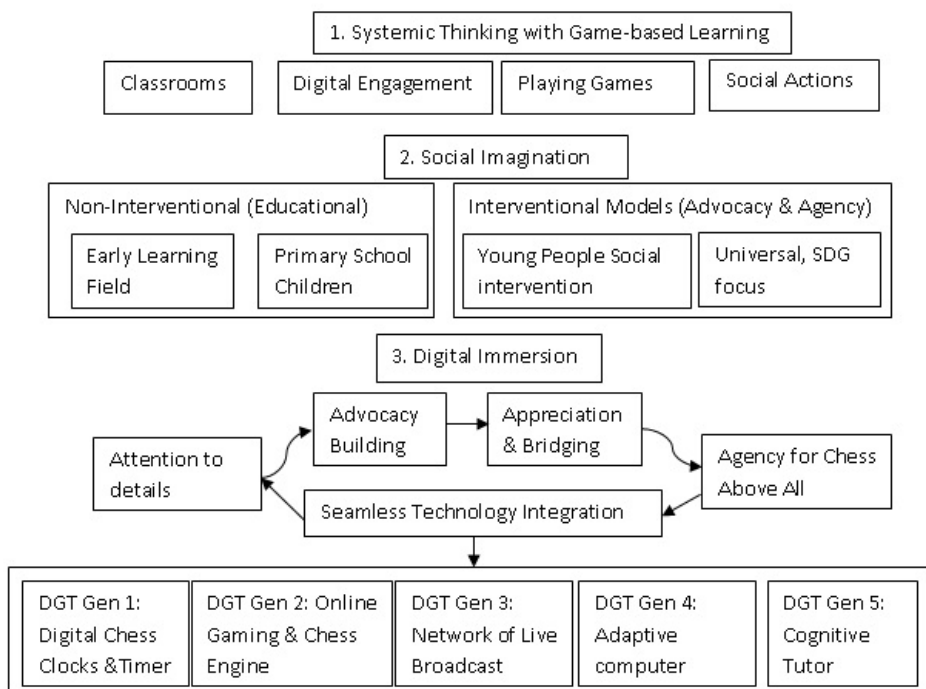 1. Systemic Thinking with Game-based Learning
Classrooms
Digital Engagement
Playing Games
Social Actions
2. Social Imagination
Non-Interventional (Educational)
Early Learning
Field
Primary School
Children
Interventional Models (Advocacy & Agency)
Young People Social
intervention
Universal, SDG
focus
3. Digital Immersion
Attention to
details
Advocacy
Building
Appreciation
& Bridging
Agency for Chess
Above All
Seamless Technology Integration
DGT Gen 1:
Digital Chess
Clocks &Timer
DGT Gen 2: Online
Gaming & Chess
Engine
DGT Gen 3:
Network of Live
Broadcast
DGT Gen 4:
Adaptive
computer
DGT Gen 5:
Cognitive
Tutor